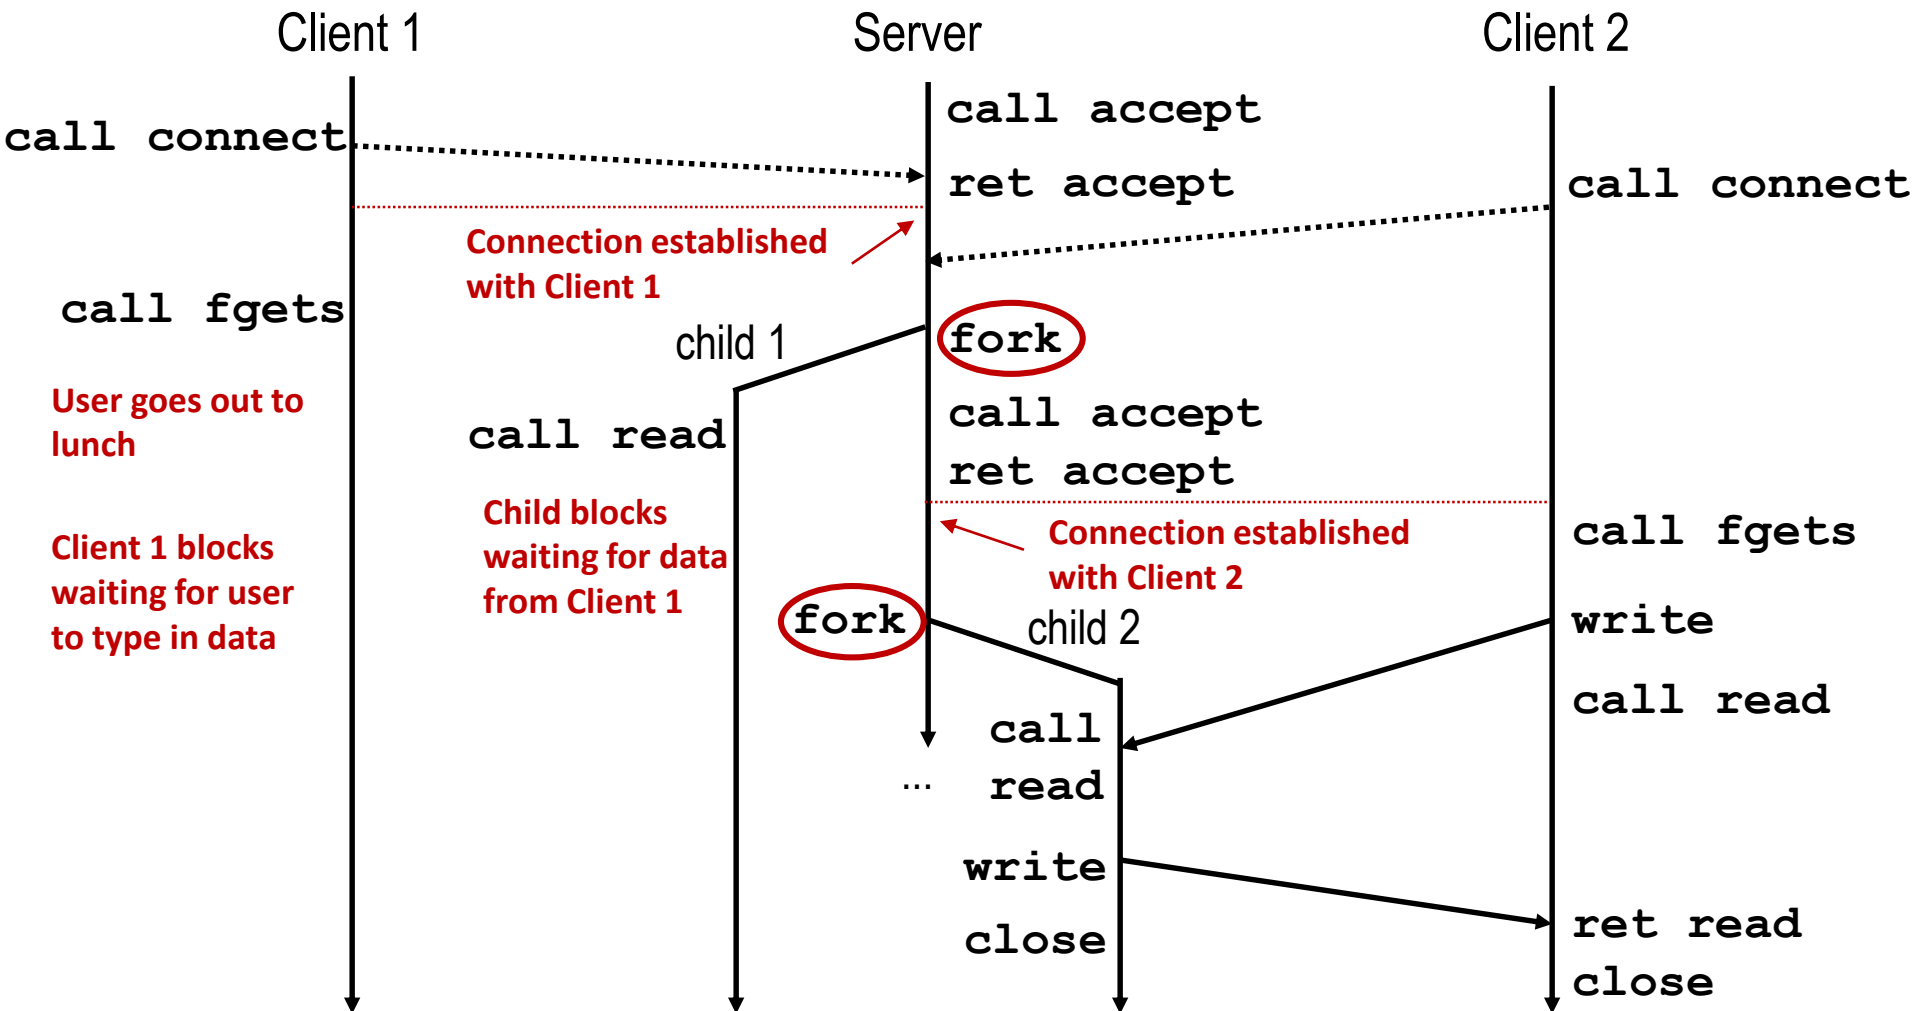 Client 1
Server
Client 2
call connect
call accept
ret accept
call connect
Connection established
with Client 1
call fgets
child 1
fork
User goes out to
lunch
call read
call accept
ret accept
Child blocks
waiting for data
from Client 1
Connection established
with Client 2
call fgets
Client 1 blocks
waiting for user
to type in data
fork
child 2
write
call read
call
read
...
write
close
ret read
close